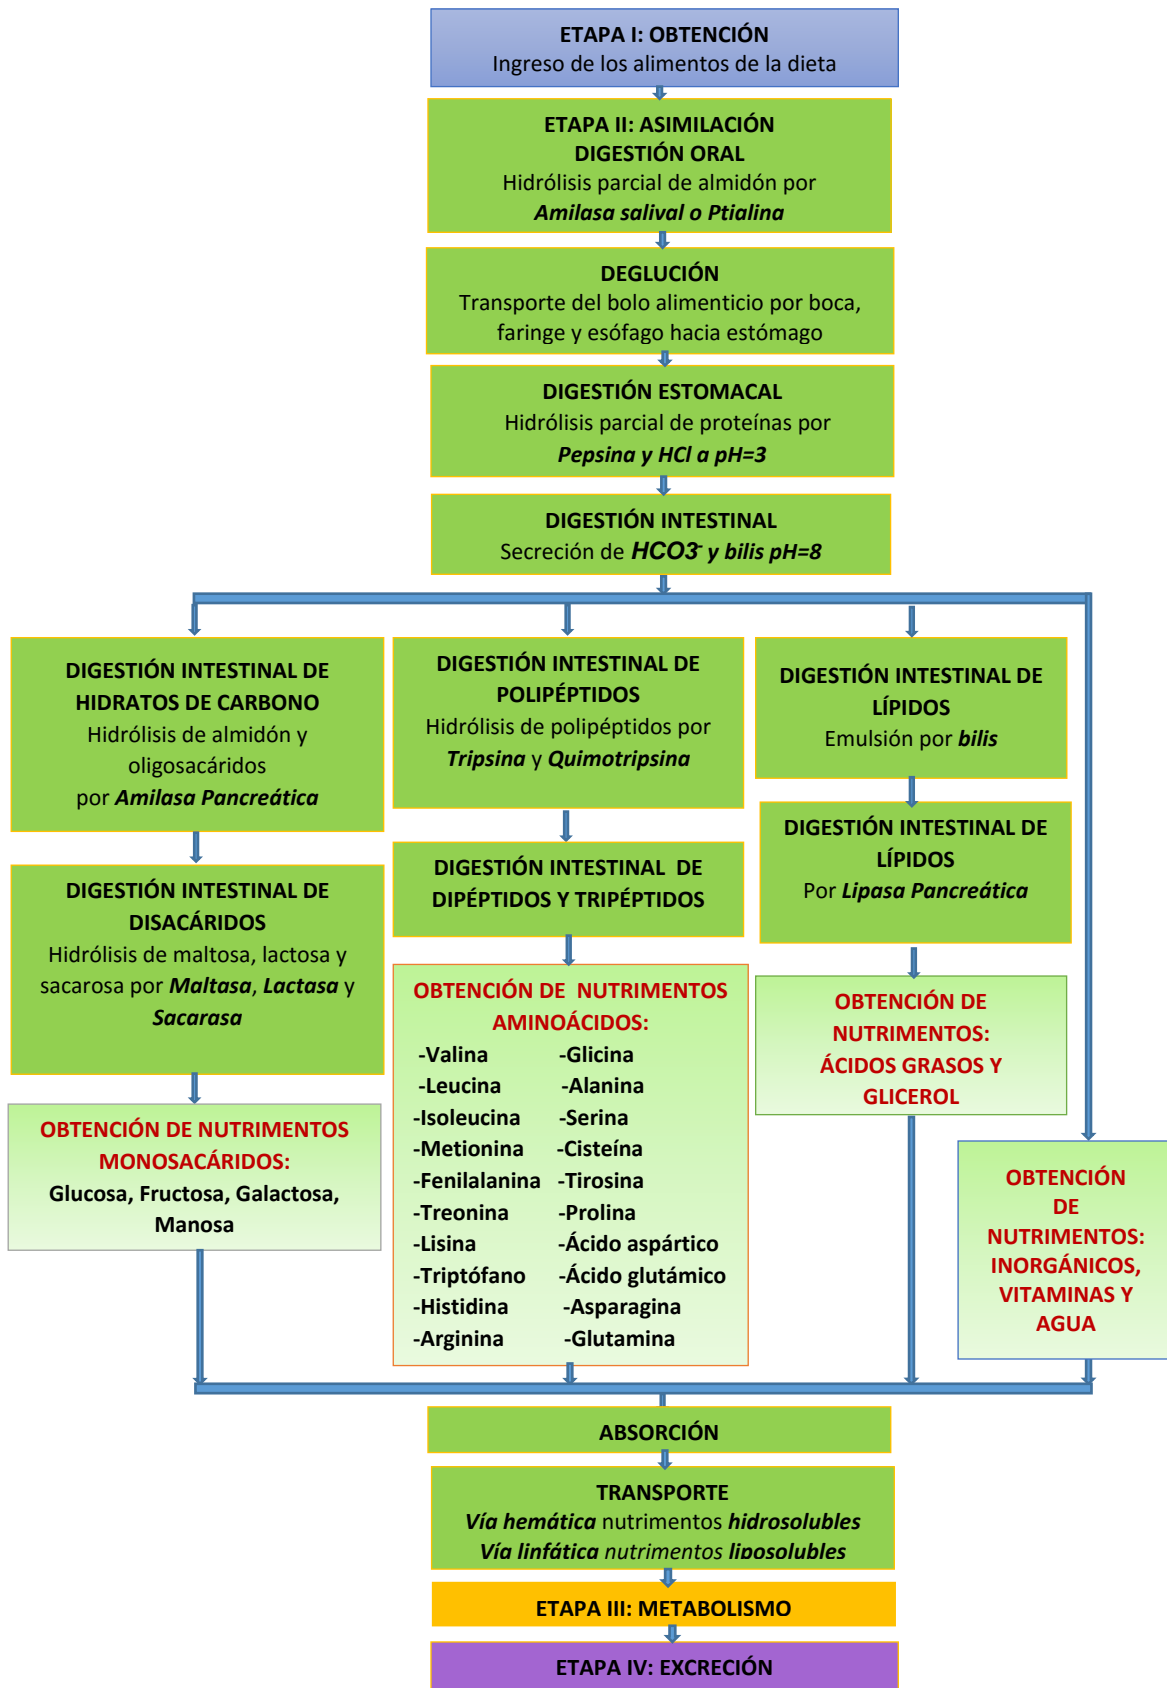 ETAPA I: OBTENCIÓN
Ingreso de los alimentos de la dieta
ETAPA II: ASIMILACIÓN
DIGESTIÓN ORAL
Hidrólisis parcial de almidón por
Amilasa salival o Ptialina
DEGLUCIÓN
Transporte del bolo alimenticio por boca,
faringe y esófago hacia estómago
DIGESTIÓN ESTOMACAL
Hidrólisis parcial de proteínas por
Pepsina y HCl a pH=3
DIGESTIÓN INTESTINAL
Secreción de HCO3⁻ y bilis pH=8
DIGESTIÓN INTESTINAL DE
HIDRATOS DE CARBONO
Hidrólisis de almidón y
oligosacáridos
por Amilasa Pancreática
DIGESTIÓN INTESTINAL DE
DISACÁRIDOS
Hidrólisis de maltosa, lactosa y
sacarosa por Maltasa, Lactasa y
Sacarasa
OBTENCIÓN DE NUTRIMENTOS
MONOSACÁRIDOS:
Glucosa, Fructosa, Galactosa,
Manosa
DIGESTIÓN INTESTINAL DE
POLIPÉPTIDOS
Hidrólisis de polipéptidos por
Tripsina y Quimotripsina
DIGESTIÓN INTESTINAL DE
DIPÉPTIDOS Y TRIPÉPTIDOS
OBTENCIÓN DE NUTRIMENTOS
AMINOÁCIDOS:
-Valina -Glicina
-Leucina -Alanina
-Isoleucina -Serina
-Metionina -Cisteína
-Fenilalanina -Tirosina
-Treonina -Prolina
-Lisina -Ácido aspártico
-Triptófano -Ácido glutámico
-Histidina -Asparagina
-Arginina -Glutamina
DIGESTIÓN INTESTINAL DE
LÍPIDOS
Emulsión por bilis
DIGESTIÓN INTESTINAL DE
LÍPIDOS
Por Lipasa Pancreática
OBTENCIÓN DE
NUTRIMENTOS:
ÁCIDOS GRASOS Y
GLICEROL
OBTENCIÓN
DE
NUTRIMENTOS:
INORGÁNICOS,
VITAMINAS Y
AGUA
ABSORCIÓN
TRANSPORTE
Vía hemática nutrimentos hidrosolubles
Vía linfática nutrimentos liposolubles
ETAPA III: METABOLISMO
ETAPA IV: EXCRECIÓN